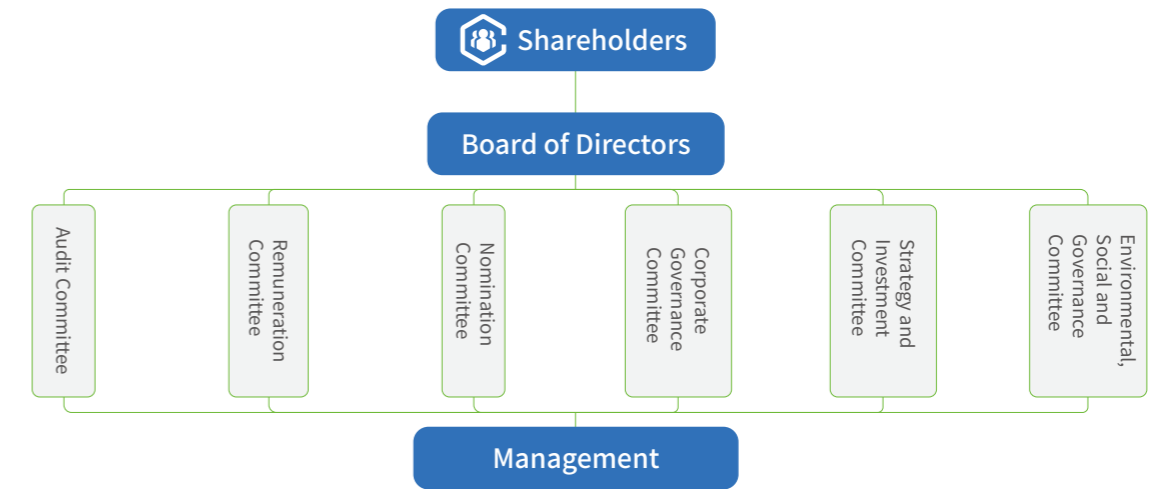 Shareholders
Board of Directors
Audit Committee
Remuneration
Committee
Nomination
Committee
Corporate
Governance
Committee
Strategy and
Investment
Committee
Environmental,
Social and
Governance
Committee
Management